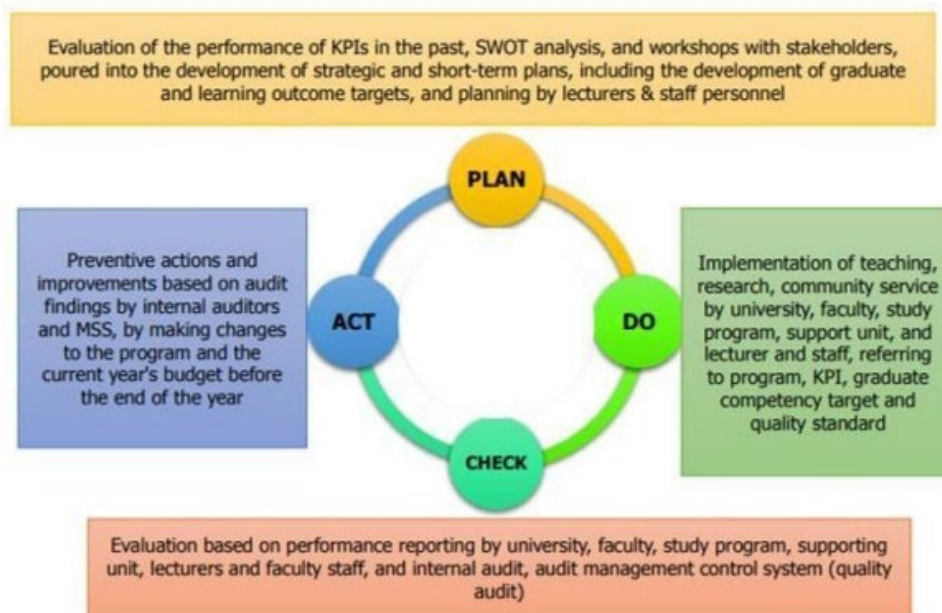 Evaluation of the performance of KPIs in the past, SWOT analysis, and workshops with stakeholders,
poured into the development of strategic and short-term plans, including the development of graduate
and learning outcome targets, and planning by lecturers & staff personnel
PLAN
Preventive actions and
improvements based on audit
findings by internal auditors
and MSS, by making changes
to the program and the
current year's budget before
the end of the year
ACT
DO
Implementation of teaching,
research, community service
by university, faculty, study
program, support unit, and
lecturer and staff, referring
to program, KPI, graduate
competency target and
quality standard
CHECK
Evaluation based on performance reporting by university, faculty, study program, supporting
unit, lecturers and faculty staff, and internal audit, audit management control system (quality
audit)